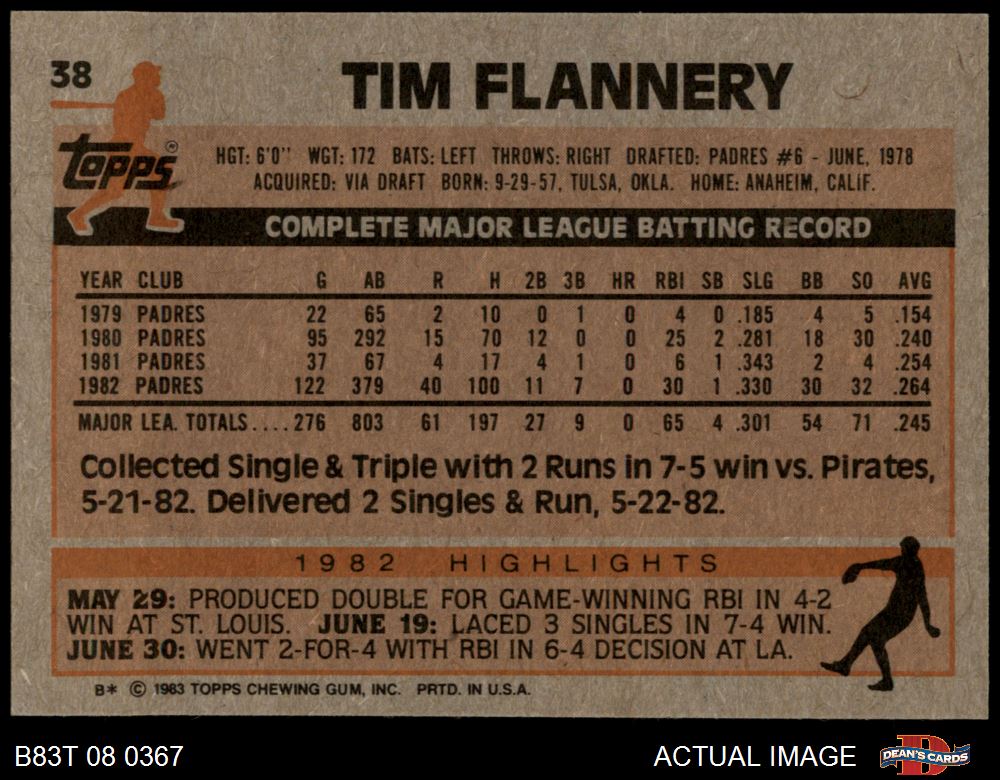 38
TIM FLANNERY
topps®
HGT: 6'0" WGT: 172 BATS: LEFT THROWS: RIGHT DRAFTED: PADRES #6 - JUNE, 1978
ACQUIRED: VIA DRAFT BORN: 9-29-57, TULSA, OKLA. HOME: ANAHEIM, CALIF.
COMPLETE MAJOR LEAGUE BATTING RECORD
YEAR CLUB G AB R H 2B 3B HR RBI SB SLG BB SO AVG
1979 PADRES 22 65 2 10 0 1 0 4 0 .185 4 5 .154
1980 PADRES 95 292 15 70 12 0 0 25 2 .281 18 30 .240
1981 PADRES 37 67 4 17 4 1 0 6 1 .343 2 4 .254
1982 PADRES 122 379 40 100 11 7 0 30 1 .330 30 32 .264
MAJOR LEA. TOTALS....276 803 61 197 27 9 0 65 4 .301 54 71 .245
Collected Single & Triple with 2 Runs in 7-5 win vs. Pirates,
5-21-82. Delivered 2 Singles & Run, 5-22-82.
1982 HIGHLIGHTS
MAY 29: PRODUCED DOUBLE FOR GAME-WINNING RBI IN 4-2
WIN AT ST. LOUIS. JUNE 19: LACED 3 SINGLES IN 7-4 WIN.
JUNE 30: WENT 2-FOR-4 WITH RBI IN 6-4 DECISION AT LA.
B* © 1983 TOPPS CHEWING GUM, INC. PRTD. IN U.S.A.
B83T 08 0367 ACTUAL IMAGE D DEAN'S CARDS